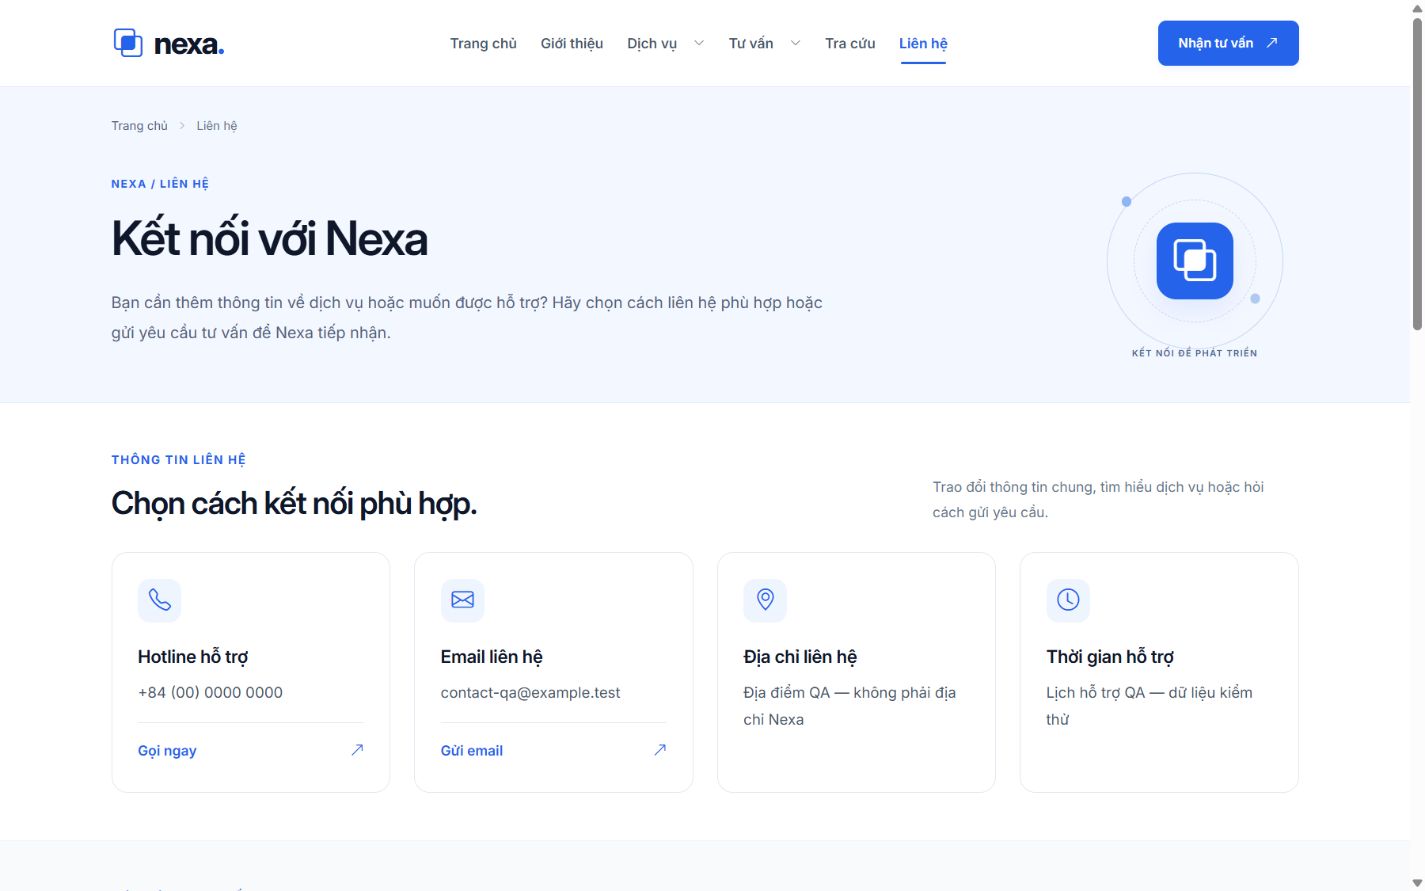 nexa.
Trang chủ
Giới thiệu
Dịch vụ
Tư vấn
Tra cứu
Liên hệ
Nhận tư vấn
Trang chủ > Liên hệ
NEXA / LIÊN HỆ
Kết nối với Nexa
Bạn cần thêm thông tin về dịch vụ hoặc muốn được hỗ trợ? Hãy chọn cách liên hệ phù hợp hoặc
gửi yêu cầu tư vấn để Nexa tiếp nhận.
KẾT NỐI ĐỂ PHÁT TRIỂN
THÔNG TIN LIÊN HỆ
Chọn cách kết nối phù hợp.
Trao đổi thông tin chung, tìm hiểu dịch vụ hoặc hỏi
cách gửi yêu cầu.
Hotline hỗ trợ
+84 (00) 0000 0000
Gọi ngay
Email liên hệ
contact-qa@example.test
Gửi email
Địa chỉ liên hệ
Địa điểm QA — không phải địa
chỉ Nexa
Thời gian hỗ trợ
Lịch hỗ trợ QA — dữ liệu kiểm
thử